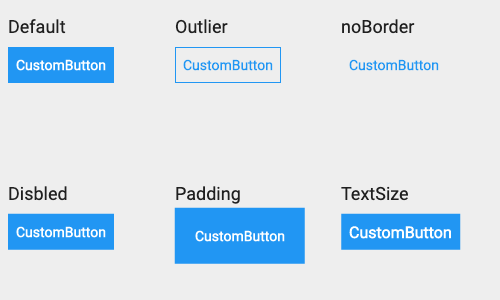 Default
CustomButton
Outlier
CustomButton
noBorder
CustomButton
Disbled
CustomButton
Padding
CustomButton
TextSize
CustomButton